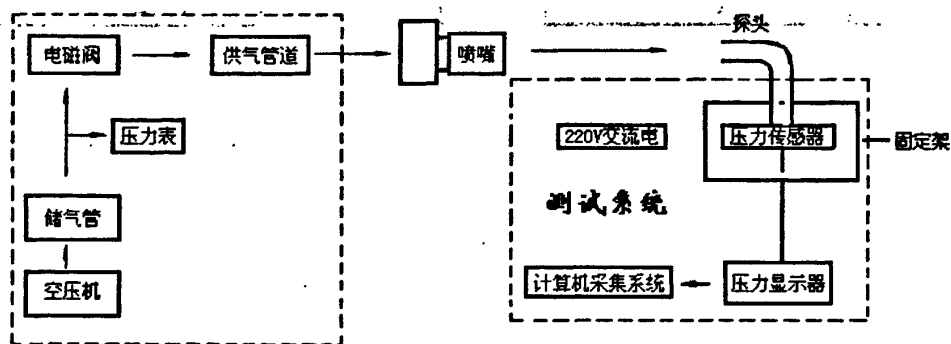 探头
电磁阀
供气管道
喷嘴
压力表
220V交流电
压力传感器
固定架
储气管
测试系统
空压机
计算机采集系统
压力显示器